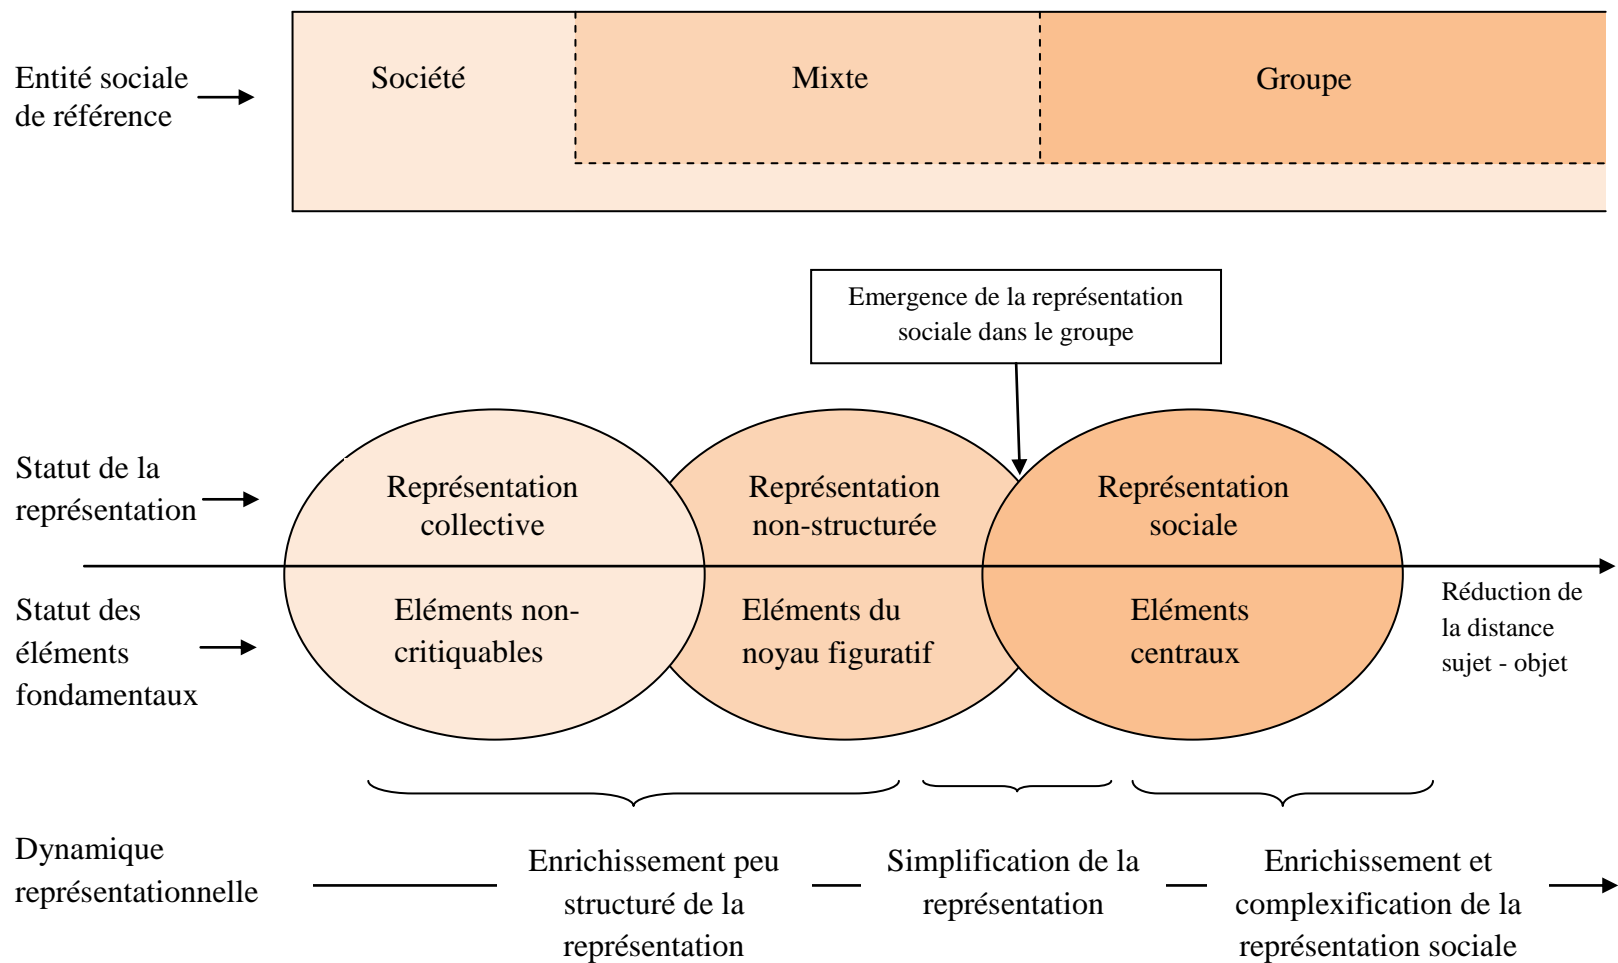 Entité sociale
de référence
Société
Mixte
Groupe
Emergence de la représentation
sociale dans le groupe
Statut de la
représentation
Représentation
collective
Représentation
non-structurée
Représentation
sociale
Statut des
éléments
fondamentaux
Eléments non-
critiquables
Eléments du
noyau figuratif
Eléments
centraux
Réduction de
la distance
sujet - objet
Dynamique
représentationnelle
Enrichissement peu
structuré de la
représentation
Simplification de la
représentation
Enrichissement et
complexification de la
représentation sociale